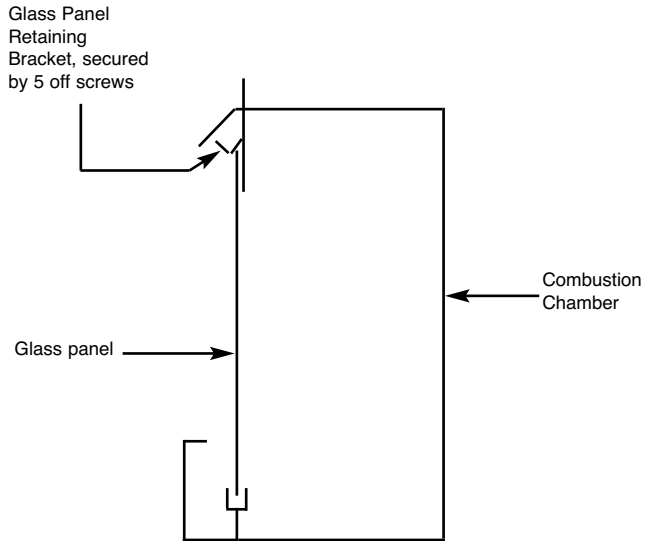 Glass Panel
Retaining
Bracket, secured
by 5 off screws
Combustion
Chamber
Glass panel